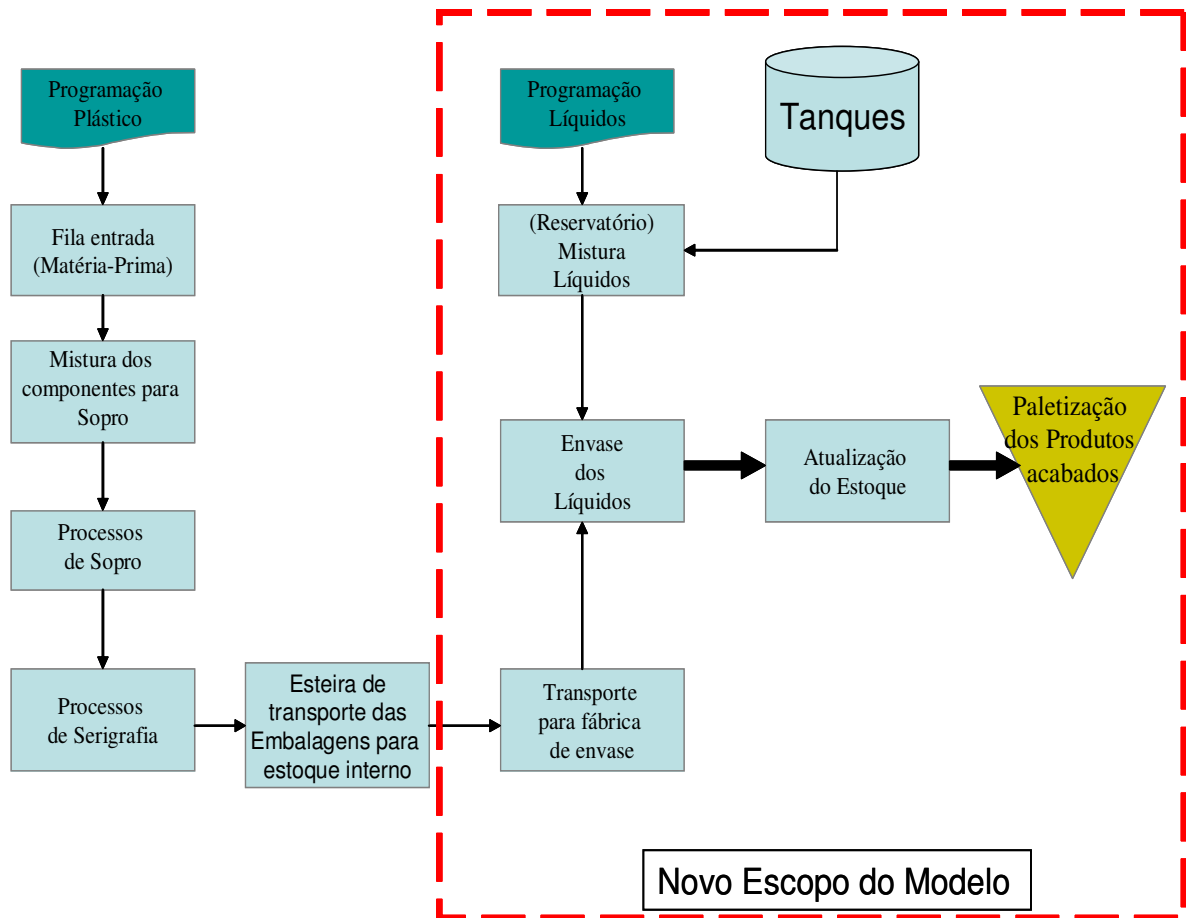 Programação
Plástico
Fila entrada
(Matéria-Prima)
Mistura dos
componentes para
Sopro
Processos
de Sopro
Processos
de Serigrafia
Esteira de
transporte das
Embalagens para
estoque interno
Programação
Líquidos
Tanques
(Reservatório)
Mistura
Líquidos
Envase
dos
Líquidos
Atualização
do Estoque
Paletização
dos Produtos
acabados
Transporte
para fábrica
de envase
Novo Escopo do Modelo